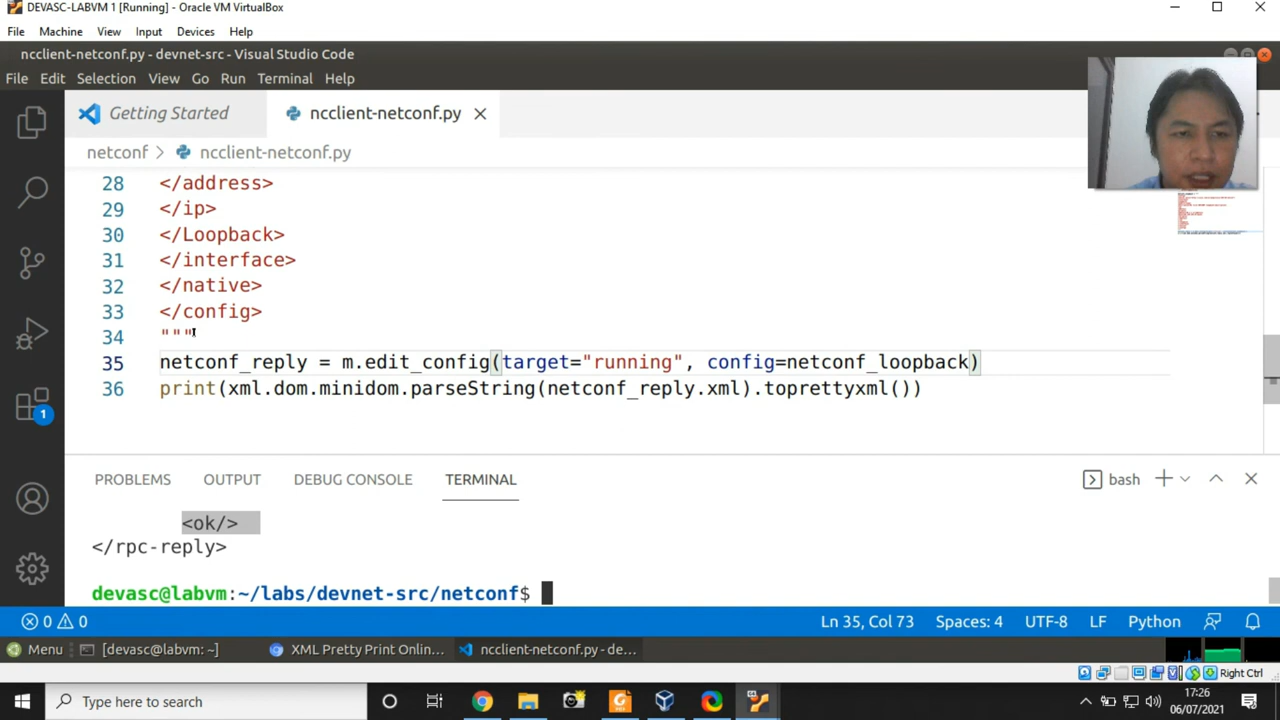 DEVASC-LABVM 1 [Running] - Oracle VM VirtualBox
File Machine View Input Devices Help
ncclient-netconf.py - devnet-src - Visual Studio Code
File Edit Selection View Go Run Terminal Help
Getting Started ncclient-netconf.py
netconf > ncclient-netconf.py
28 </address>
29 </ip>
30 </Loopback>
31 </interface>
32 </native>
33 </config>
34 """
35 netconf_reply = m.edit_config(target="running", config=netconf_loopback)
36 print(xml.dom.minidom.parseString(netconf_reply.xml).toprettyxml())
PROBLEMS OUTPUT DEBUG CONSOLE TERMINAL bash
<ok/>
</rpc-reply>
devasc@labvm:~/labs/devnet-src/netconf$
1
0 0 Ln 35, Col 73 Spaces: 4 UTF-8 LF Python
Menu [devasc@labvm: ~] XML Pretty Print Onlin... ncclient-netconf.py - de...
Right Ctrl
Type here to search 17:26
06/07/2021